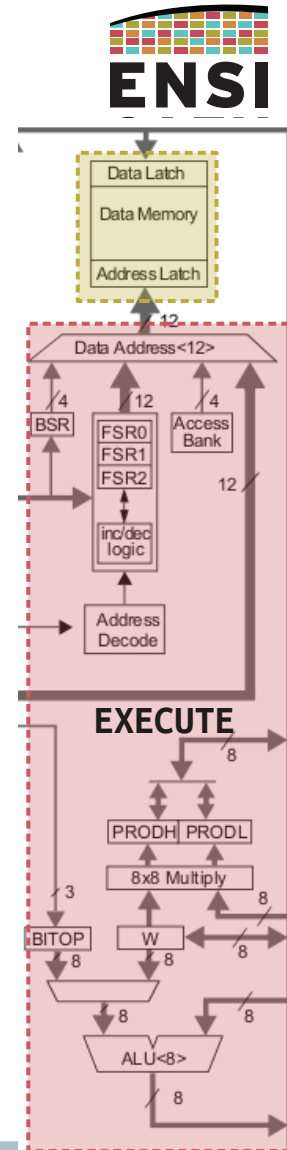 ENSI
Data Latch
Data Memory
Address Latch
12
Data Address<12>
4
12
4
BSR
FSR0
FSR1
FSR2
Access
Bank
12
inc/dec
logic
Address
Decode
EXECUTE
8
PRODH PRODL
8x8 Multiply
3
8
BITOP
W
8
8
8
8
8
ALU<8>
8